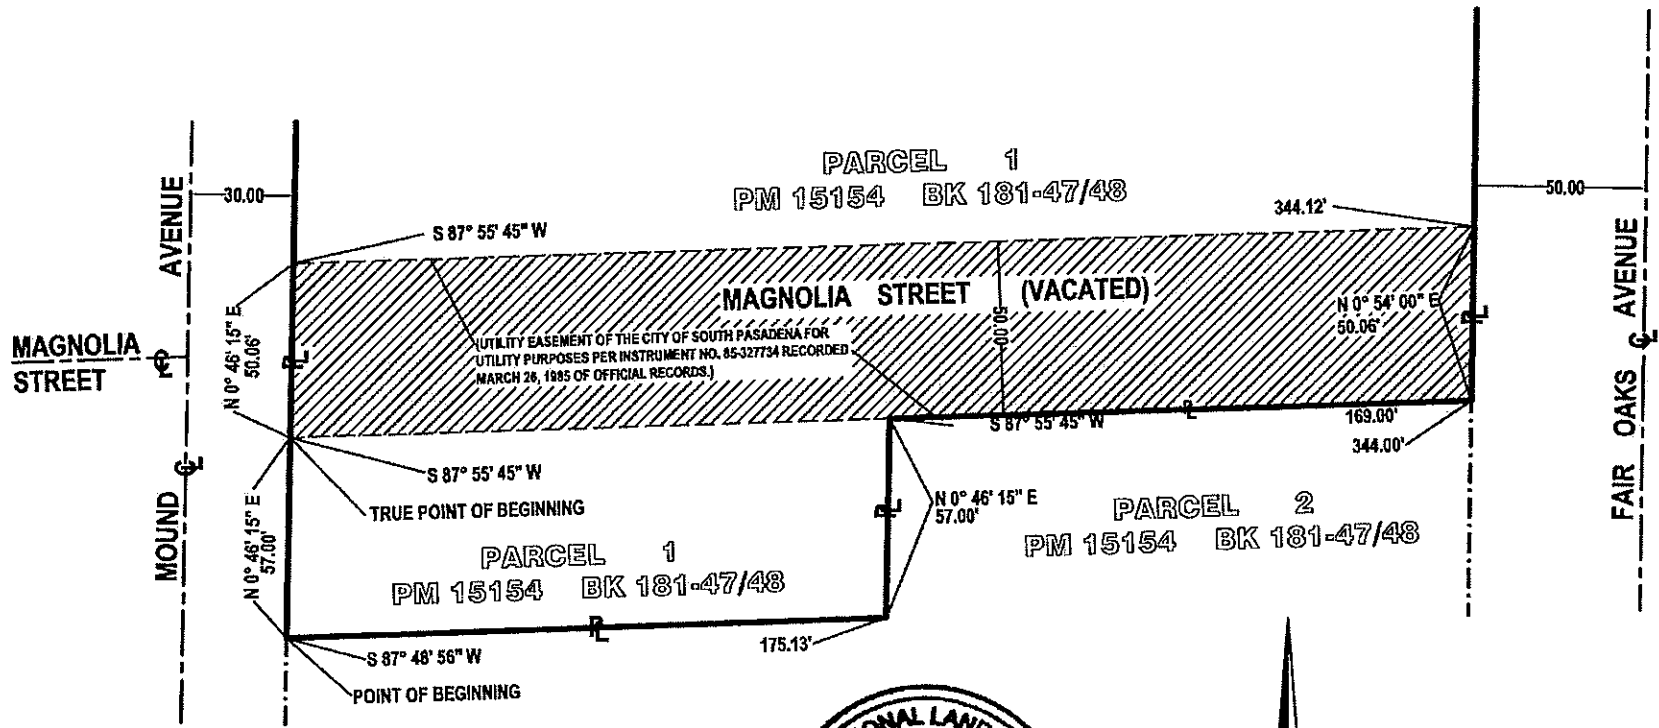 PARCEL 1
PM 15154 BK 181-47/48
30.00
50.00
344.12'
S 87° 55' 45" W
MOUND AVENUE
FAIR OAKS AVENUE
MAGNOLIA STREET (VACATED)
50.00
N 0° 54' 00" E
50.06'
(UTILITY EASEMENT OF THE CITY OF SOUTH PASADENA FOR
UTILITY PURPOSES PER INSTRUMENT NO. 85-327734 RECORDED
MARCH 26, 1985 OF OFFICIAL RECORDS.)
MAGNOLIA
STREET
N 0° 46' 15" E
50.06'
S 87° 55' 45" W
169.00'
344.00'
S 87° 55' 45" W
TRUE POINT OF BEGINNING
N 0° 46' 15" E
57.00'
N 0° 46' 15" E
57.00'
PARCEL 2
PM 15154 BK 181-47/48
PARCEL 1
PM 15154 BK 181-47/48
175.13'
S 87° 48' 56" W
POINT OF BEGINNING
LAND